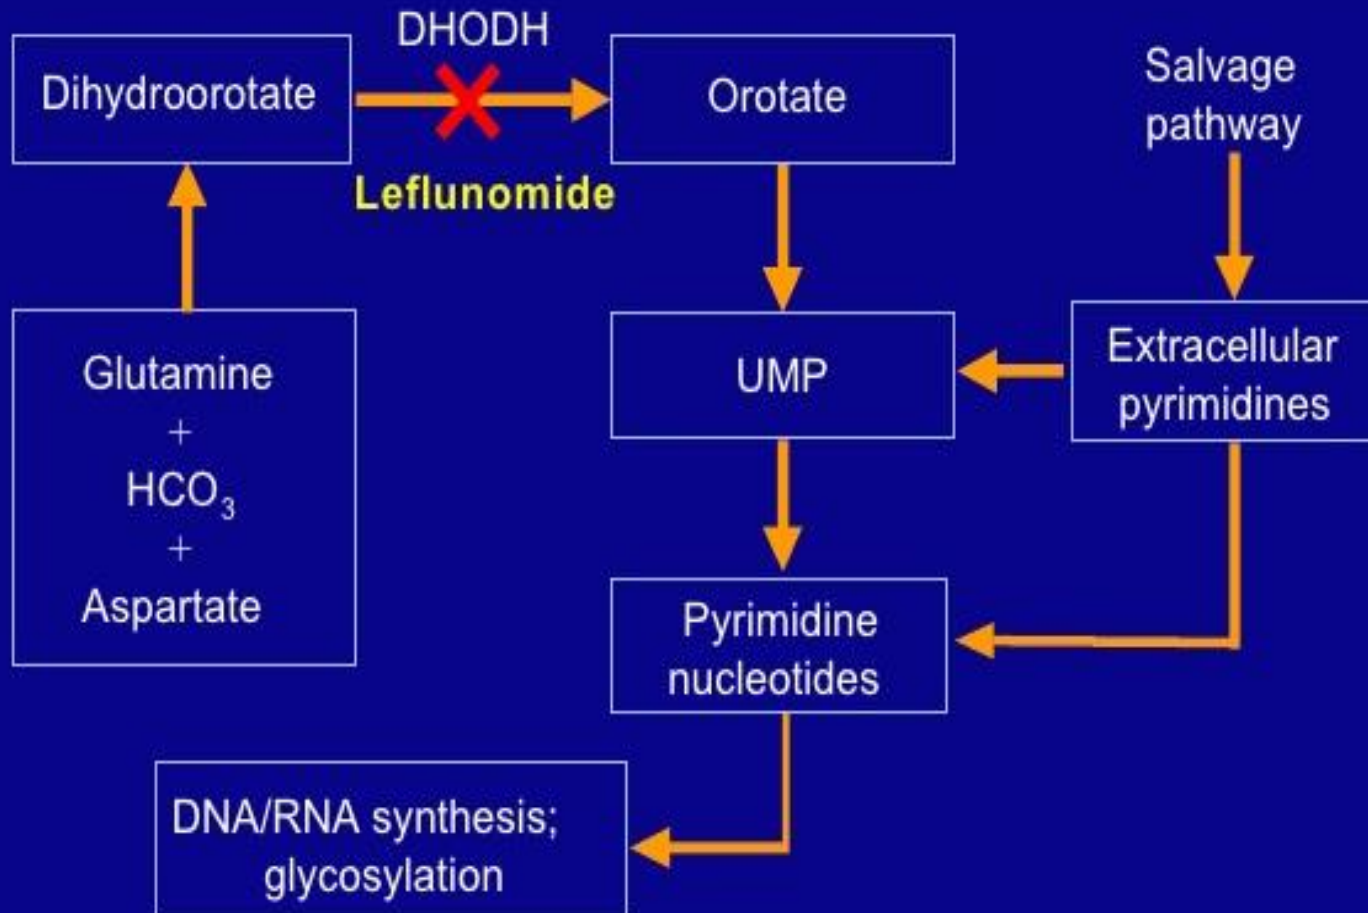 DHODH
Dihydroorotate
Orotate
Salvage
pathway
Leflunomide
Glutamine
+
HCO₃
+
Aspartate
UMP
Extracellular
pyrimidines
Pyrimidine
nucleotides
DNA/RNA synthesis;
glycosylation